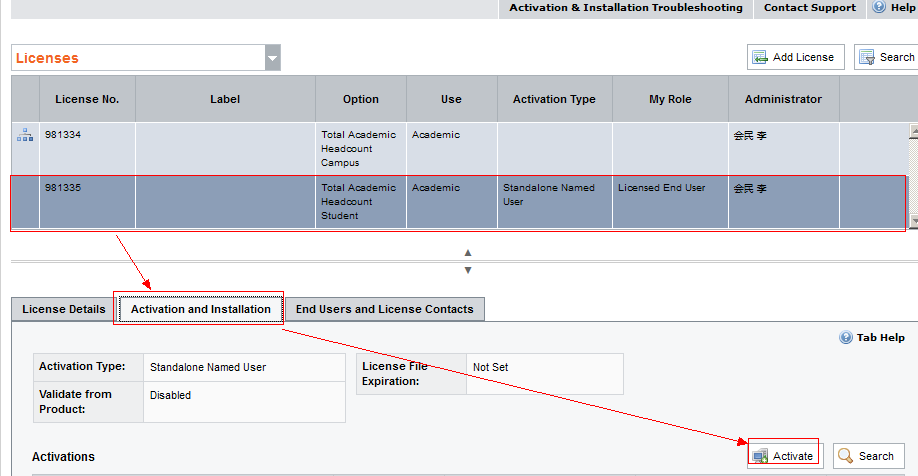 Activation & Installation Troubleshooting Contact Support Help
Licenses
Add License Search
License No. Label Option Use Activation Type My Role Administrator
981334 Total Academic Headcount Campus Academic 会民 李
981335 Total Academic Headcount Student Academic Standalone Named User Licensed End User 会民 李
License Details Activation and Installation End Users and License Contacts
Tab Help
Activation Type: Standalone Named User License File Expiration: Not Set
Validate from Product: Disabled
Activations Activate Search